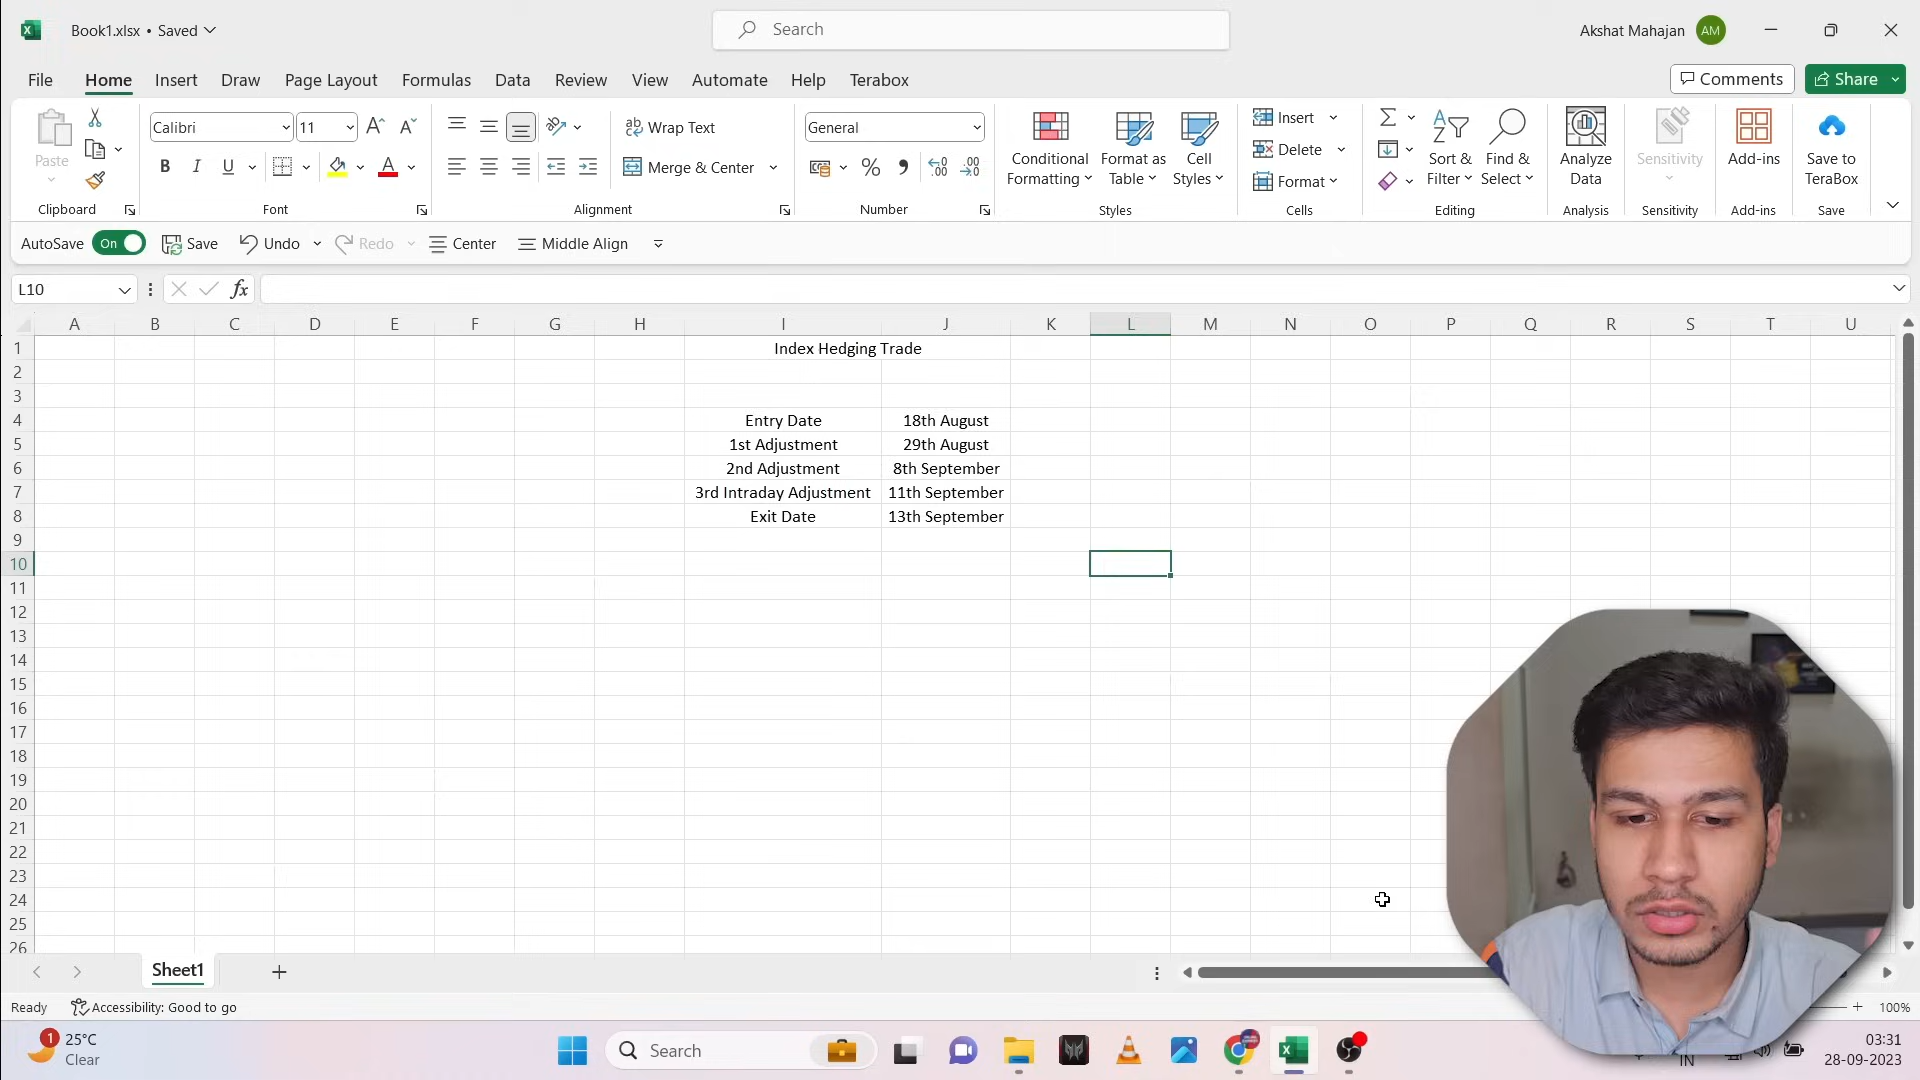 Book1.xlsx • Saved
Search
Akshat Mahajan AM
File Home Insert Draw Page Layout Formulas Data Review View Automate Help Terabox
Comments Share
Paste
Clipboard
Calibri 11
B I U A
Font
Wrap Text
Merge & Center
Alignment
General
Number
Conditional Formatting
Format as Table
Cell Styles
Styles
Insert
Delete
Format
Cells
Sort & Filter
Find & Select
Editing
Analyze Data
Analysis
Sensitivity
Sensitivity
Add-ins
Add-ins
Save to TeraBox
Save
AutoSave On Save Undo Redo Center Middle Align
L10 fx
A B C D E F G H I J K L M N O P Q R S T U
1 Index Hedging Trade
2
3
4 Entry Date 18th August
5 1st Adjustment 29th August
6 2nd Adjustment 8th September
7 3rd Intraday Adjustment 11th September
8 Exit Date 13th September
9
10
11
12
13
14
15
16
17
18
19
20
21
22
23
24
25
26
Sheet1
Ready Accessibility: Good to go 100%
1 25°C
Clear
Search
IN
03:31
28-09-2023